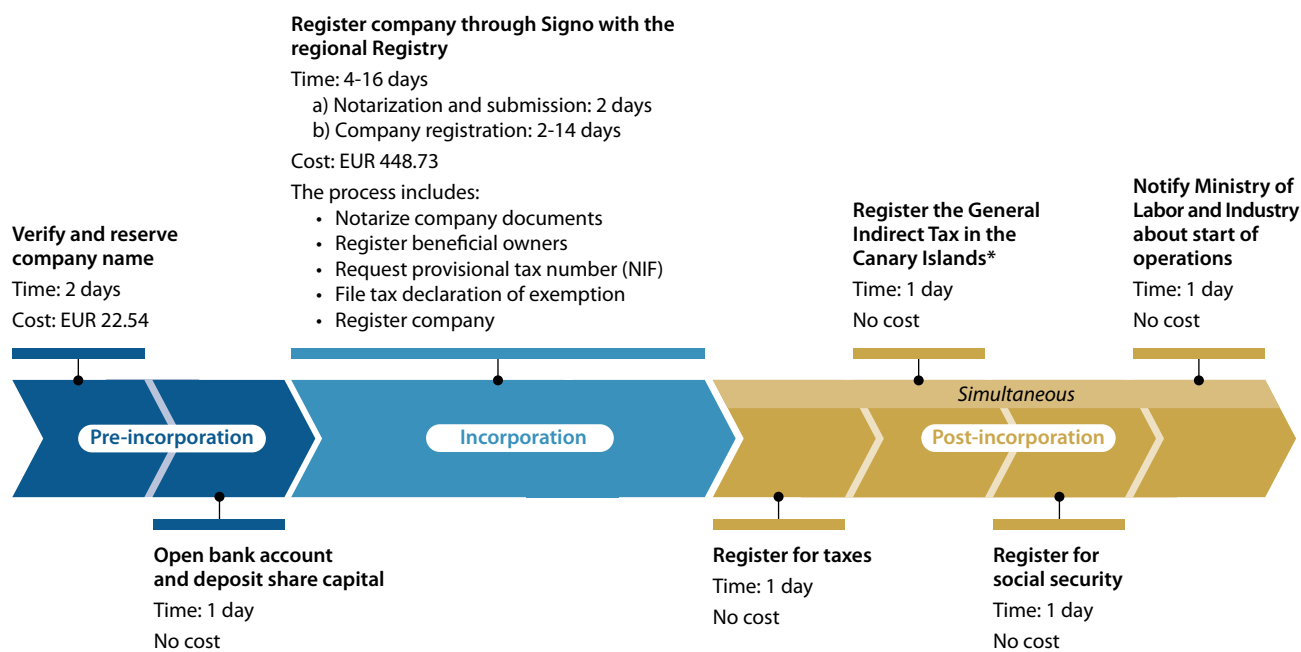 Register company through Signo with the
regional Registry
Time: 4-16 days
a) Notarization and submission: 2 days
b) Company registration: 2-14 days
Cost: EUR 448.73
The process includes:
• Notarize company documents
• Register beneficial owners
• Request provisional tax number (NIF)
• File tax declaration of exemption
• Register company
Verify and reserve
company name
Time: 2 days
Cost: EUR 22.54
Register the General
Indirect Tax in the
Canary Islands*
Time: 1 day
No cost
Notify Ministry of
Labor and Industry
about start of
operations
Time: 1 day
No cost
Simultaneous
Pre-incorporation
Incorporation
Post-incorporation
Open bank account
and deposit share capital
Time: 1 day
No cost
Register for taxes
Time: 1 day
No cost
Register for
social security
Time: 1 day
No cost